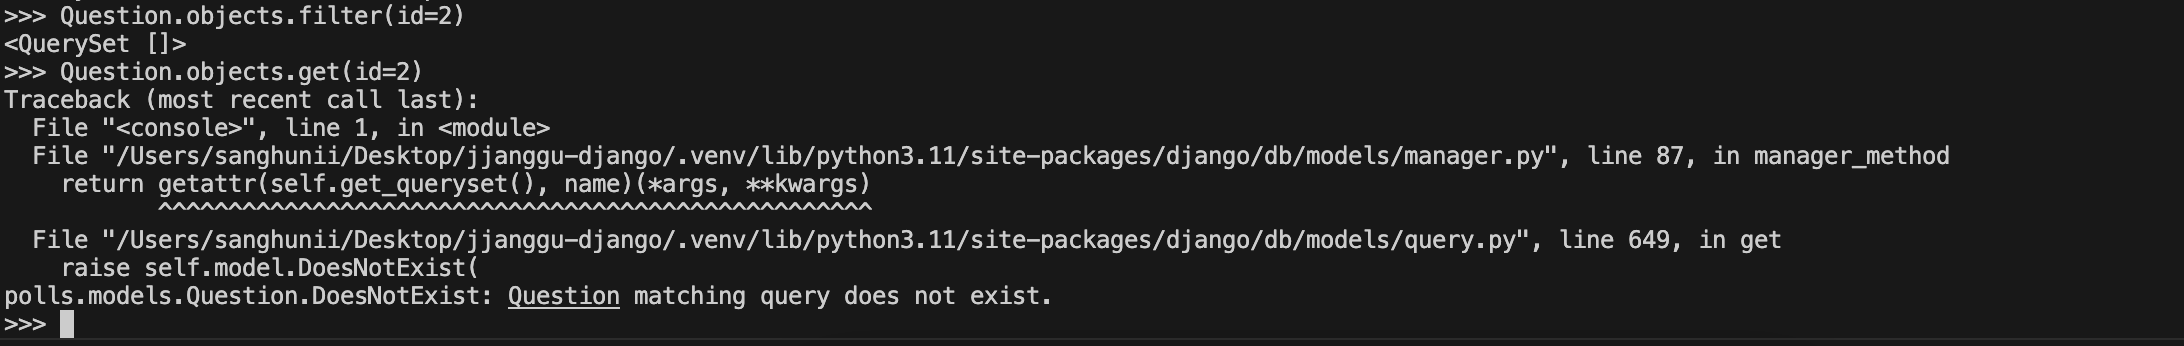 >>> Question.objects.filter(id=2)
<QuerySet []>
>>> Question.objects.get(id=2)
Traceback (most recent call last):
  File "<console>", line 1, in <module>
  File "/Users/sanghunii/Desktop/jjanggu-django/.venv/lib/python3.11/site-packages/django/db/models/manager.py", line 87, in manager_method
    return getattr(self.get_queryset(), name)(*args, **kwargs)
           ^^^^^^^^^^^^^^^^^^^^^^^^^^^^^^^^^^^^^^^^^^^^^^^^^^^
  File "/Users/sanghunii/Desktop/jjanggu-django/.venv/lib/python3.11/site-packages/django/db/models/query.py", line 649, in get
    raise self.model.DoesNotExist(
polls.models.Question.DoesNotExist: Question matching query does not exist.
>>>